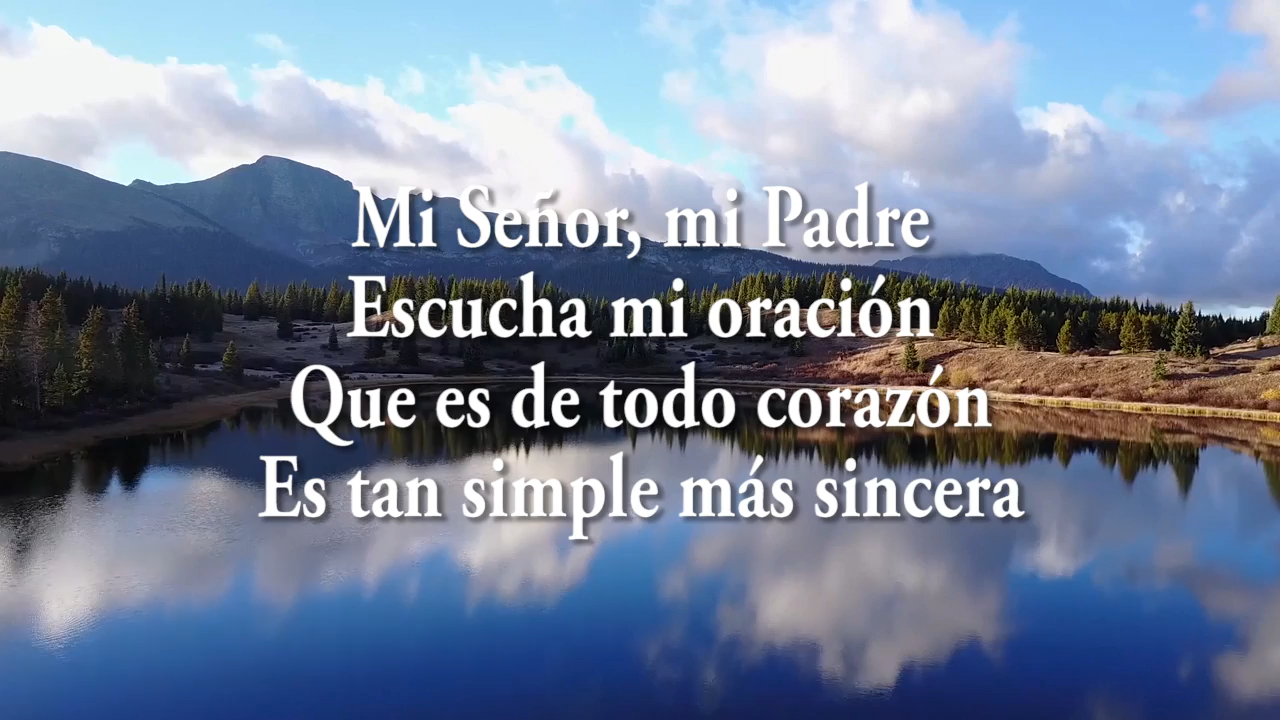 Mi Señor, mi Padre
Escucha mi oración
Que es de todo corazón
Es tan simple más sincera